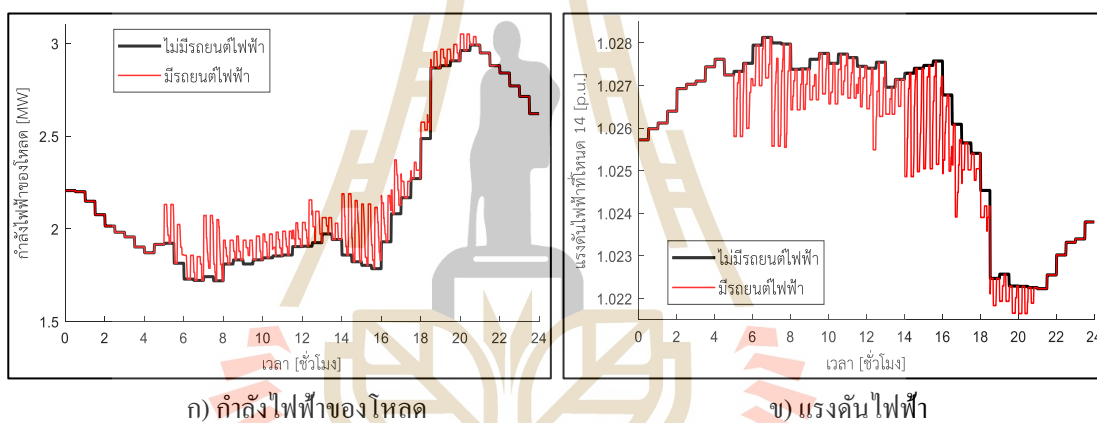 กำลังไฟฟ้าของโหลด [MW]
3
2.5
2
1.5
ไม่มีรถยนต์ไฟฟ้า
มีรถยนต์ไฟฟ้า
0 2 4 6 8 10 12 14 16 18 20 22 24
เวลา [ชั่วโมง]
ก) กำลังไฟฟ้าของโหลด
แรงดันไฟฟ้าที่โหนด 14 [p.u.]
1.028
1.027
1.026
1.025
1.024
1.023
1.022
ไม่มีรถยนต์ไฟฟ้า
มีรถยนต์ไฟฟ้า
0 2 4 6 8 10 12 14 16 18 20 22 24
เวลา [ชั่วโมง]
ข) แรงดันไฟฟ้า